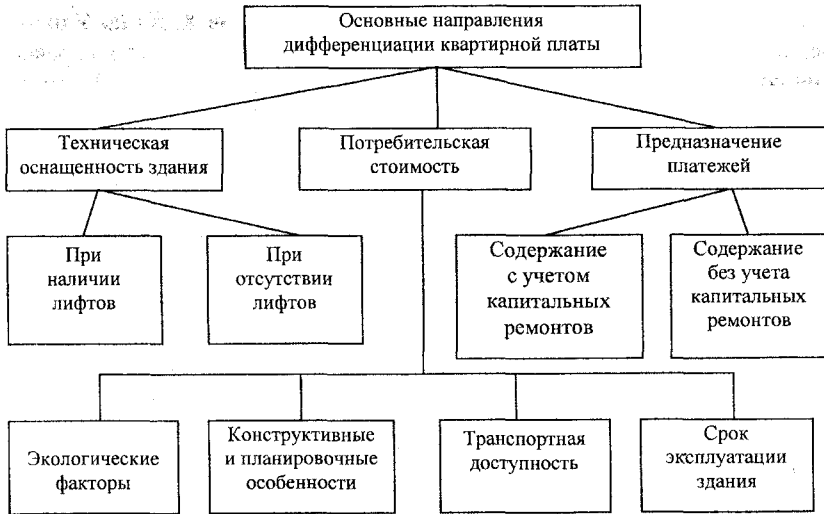 Основные направления
дифференциации квартирной платы
Техническая
оснащенность здания
Потребительская
стоимость
Предназначение
платежей
При
наличии
лифтов
При
отсутствии
лифтов
Содержание
с учетом
капитальных
ремонтов
Содержание
без учета
капитальных
ремонтов
Экологические
факторы
Конструктивные
и планировочные
особенности
Транспортная
доступность
Срок
эксплуатации
здания